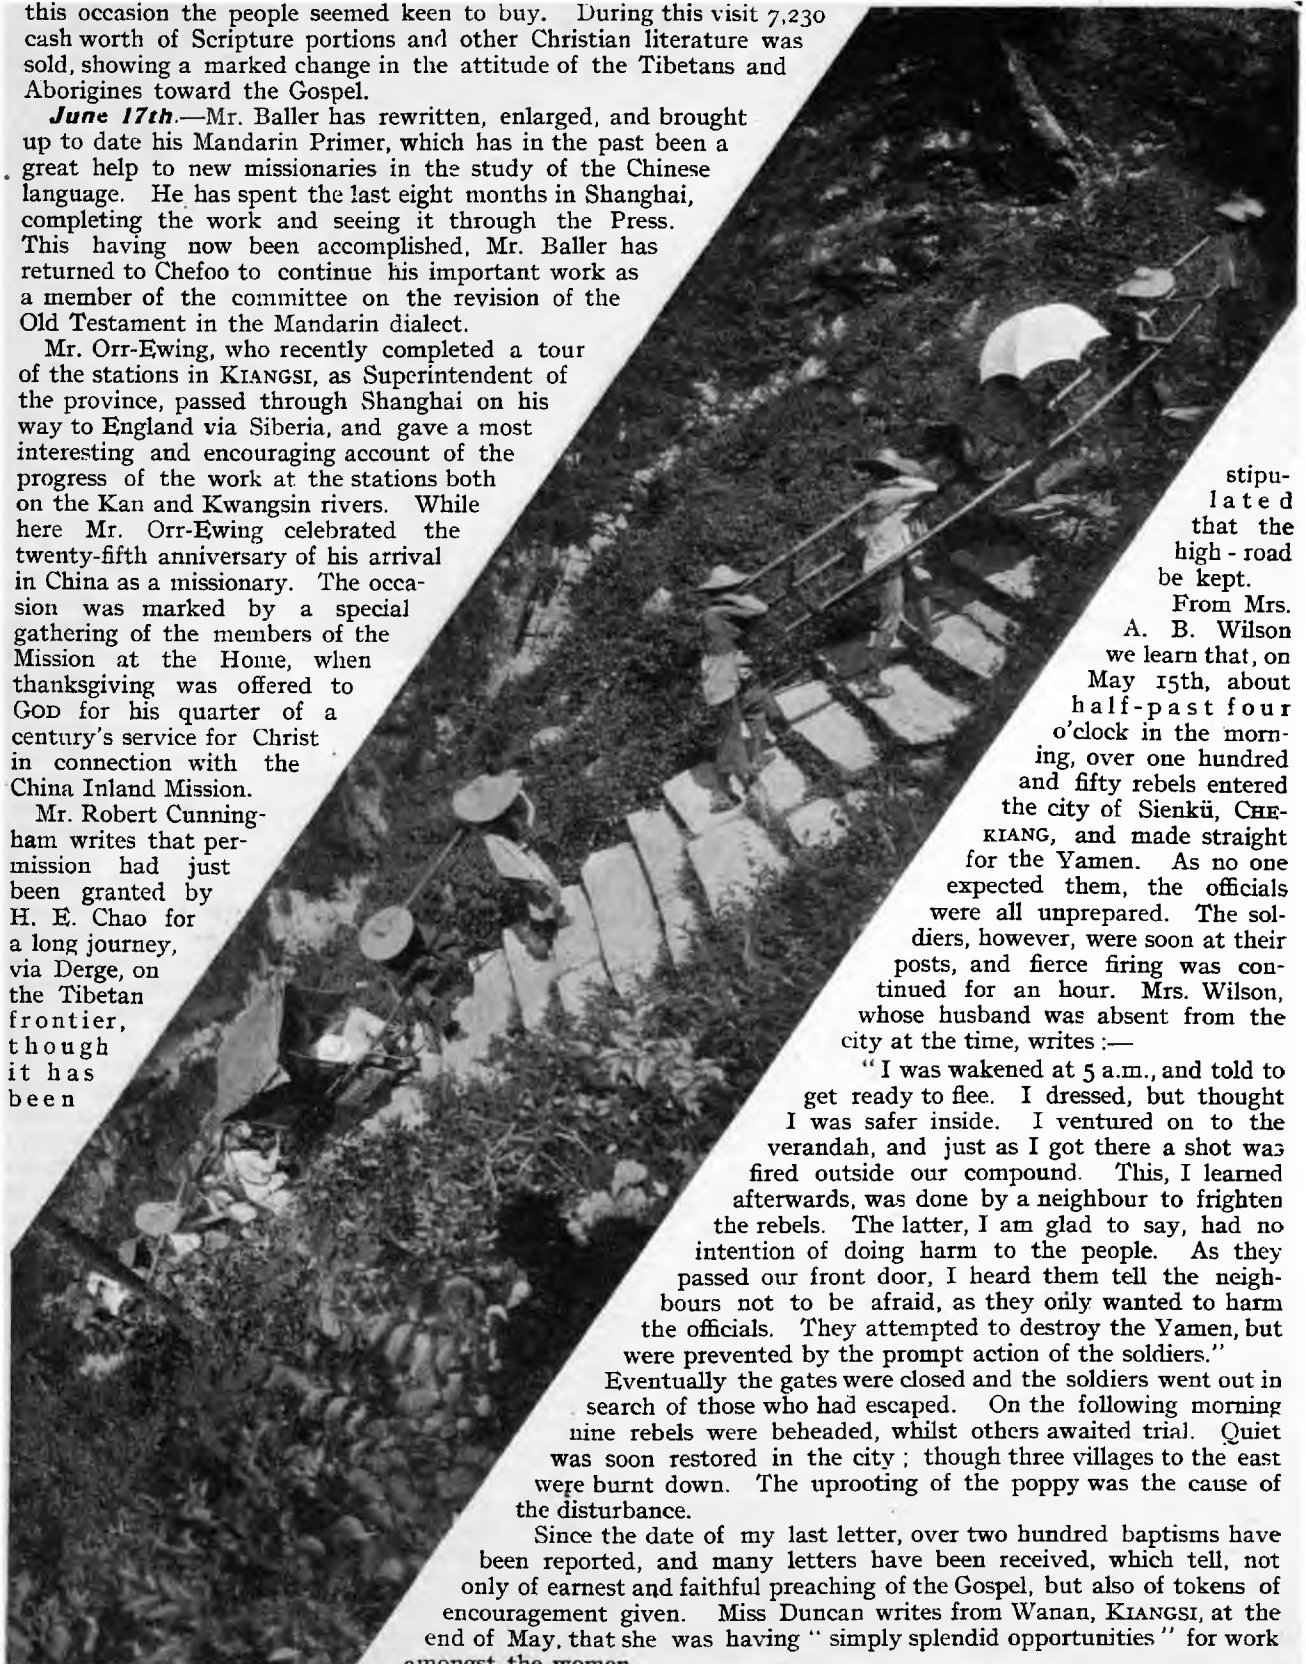 this occasion the people seemed keen to buy. During this visit 7,230
cash worth of Scripture portions and other Christian literature was
sold, showing a marked change in the attitude of the Tibetans and
Aborigines toward the Gospel.
June 17th.—Mr. Baller has rewritten, enlarged, and brought
up to date his Mandarin Primer, which has in the past been a
great help to new missionaries in the study of the Chinese
language. He has spent the last eight months in Shanghai,
completing the work and seeing it through the Press.
This having now been accomplished, Mr. Baller has
returned to Chefoo to continue his important work as
a member of the committee on the revision of the
Old Testament in the Mandarin dialect.
Mr. Orr-Ewing, who recently completed a tour
of the stations in KIANGSI, as Superintendent of
the province, passed through Shanghai on his
way to England via Siberia, and gave a most
interesting and encouraging account of the
progress of the work at the stations both
on the Kan and Kwangsin rivers. While
here Mr. Orr-Ewing celebrated the
twenty-fifth anniversary of his arrival
in China as a missionary. The occa-
sion was marked by a special
gathering of the members of the
Mission at the Home, when
thanksgiving was offered to
GOD for his quarter of a
century's service for Christ
in connection with the
China Inland Mission.
Mr. Robert Cunning-
ham writes that per-
mission had just
been granted by
H. E. Chao for
a long journey,
via Derge, on
the Tibetan
frontier,
though
it has
been
stipu-
lated
that the
high-road
be kept.
From Mrs.
A. B. Wilson
we learn that, on
May 15th, about
half-past four
o'clock in the morn-
ing, over one hundred
and fifty rebels entered
the city of Sienkü, CHE-
KIANG, and made straight
for the Yamen. As no one
expected them, the officials
were all unprepared. The sol-
diers, however, were soon at their
posts, and fierce firing was con-
tinued for an hour. Mrs. Wilson,
whose husband was absent from the
city at the time, writes :—
"I was wakened at 5 a.m., and told to
get ready to flee. I dressed, but thought
I was safer inside. I ventured on to the
verandah, and just as I got there a shot was
fired outside our compound. This, I learned
afterwards, was done by a neighbour to frighten
the rebels. The latter, I am glad to say, had no
intention of doing harm to the people. As they
passed our front door, I heard them tell the neigh-
bours not to be afraid, as they only wanted to harm
the officials. They attempted to destroy the Yamen, but
were prevented by the prompt action of the soldiers."
Eventually the gates were closed and the soldiers went out in
search of those who had escaped. On the following morning
nine rebels were beheaded, whilst others awaited trial. Quiet
was soon restored in the city ; though three villages to the east
were burnt down. The uprooting of the poppy was the cause of
the disturbance.
Since the date of my last letter, over two hundred baptisms have
been reported, and many letters have been received, which tell, not
only of earnest and faithful preaching of the Gospel, but also of tokens of
encouragement given. Miss Duncan writes from Wanan, KIANGSI, at the
end of May, that she was having "simply splendid opportunities" for work
amongst the women